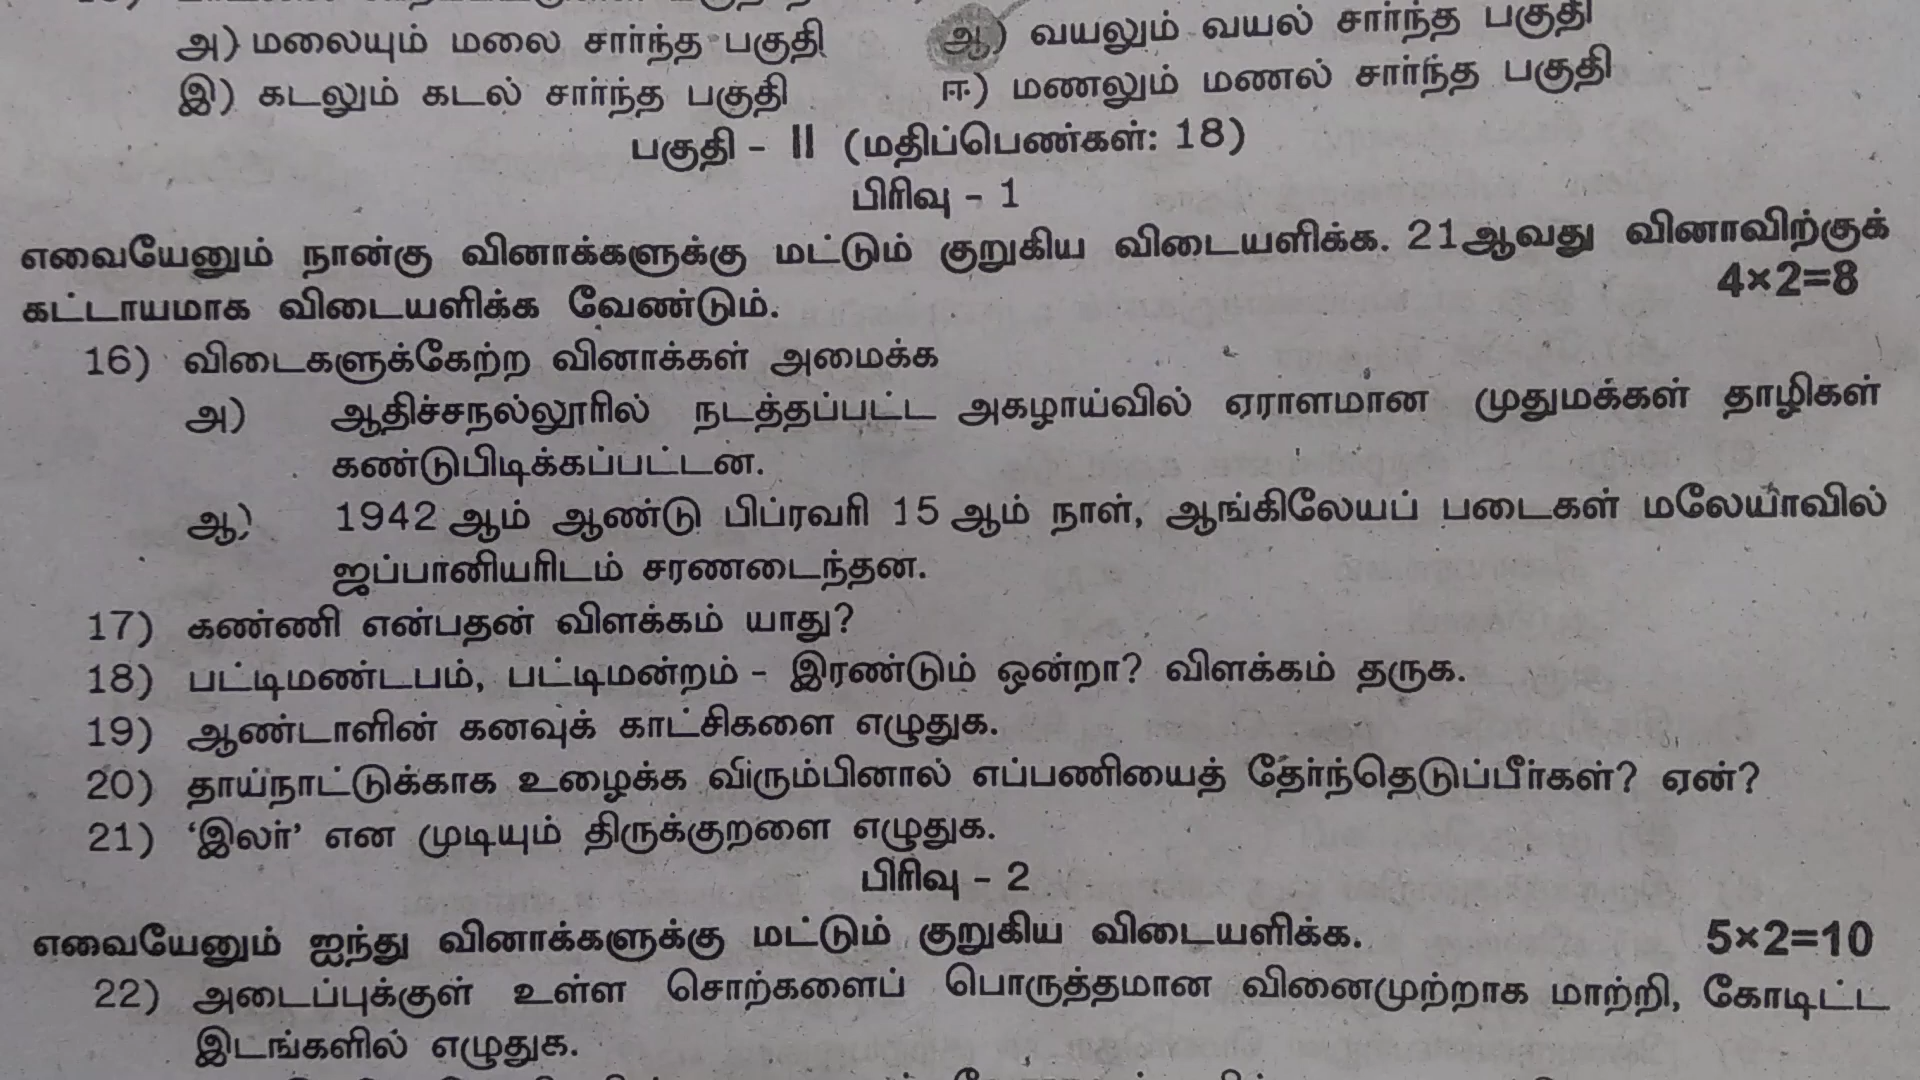 அ) மலையும் மலை சார்ந்த பகுதி ஆ) வயலும் வயல் சார்ந்த பகுதி
இ) கடலும் கடல் சார்ந்த பகுதி ஈ) மணலும் மணல் சார்ந்த பகுதி
பகுதி - II (மதிப்பெண்கள்: 18)
பிரிவு - 1
எவையேனும் நான்கு வினாக்களுக்கு மட்டும் குறுகிய விடையளிக்க. 21ஆவது வினாவிற்குக்
கட்டாயமாக விடையளிக்க வேண்டும். 4×2=8
16) விடைகளுக்கேற்ற வினாக்கள் அமைக்க
அ) ஆதிச்சநல்லூரில் நடத்தப்பட்ட அகழாய்வில் ஏராளமான முதுமக்கள் தாழிகள்
கண்டுபிடிக்கப்பட்டன.
ஆ) 1942 ஆம் ஆண்டு பிப்ரவரி 15 ஆம் நாள், ஆங்கிலேயப் படைகள் மலேயாவில்
ஜப்பானியரிடம் சரணடைந்தன.
17) கண்ணி என்பதன் விளக்கம் யாது?
18) பட்டிமண்டபம், பட்டிமன்றம் - இரண்டும் ஒன்றா? விளக்கம் தருக.
19) ஆண்டாளின் கனவுக் காட்சிகளை எழுதுக.
20) தாய்நாட்டுக்காக உழைக்க விரும்பினால் எப்பணியைத் தேர்ந்தெடுப்பீர்கள்? ஏன்?
21) ‘இலர்’ என முடியும் திருக்குறளை எழுதுக.
பிரிவு - 2
எவையேனும் ஐந்து வினாக்களுக்கு மட்டும் குறுகிய விடையளிக்க. 5×2=10
22) அடைப்புக்குள் உள்ள சொற்களைப் பொருத்தமான வினைமுற்றாக மாற்றி, கோடிட்ட
இடங்களில் எழுதுக.